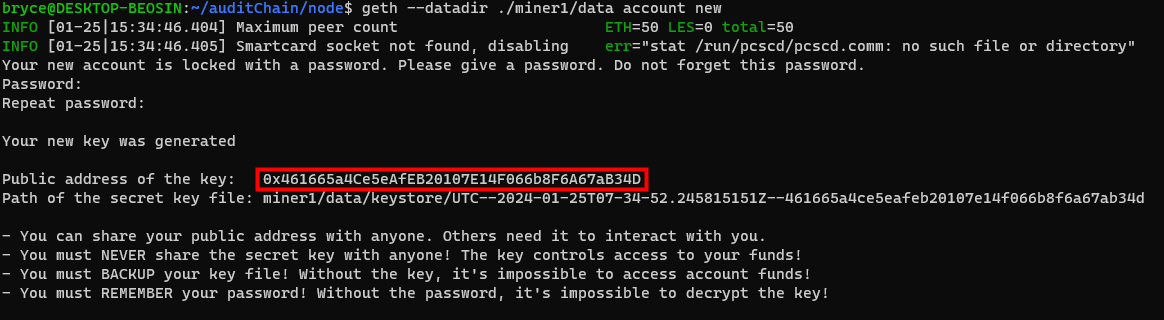 bryce@DESKTOP-BEOSIN:~/auditChain/node$ geth --datadir ./miner1/data account new
INFO [01-25|15:34:46.404] Maximum peer count ETH=50 LES=0 total=50
INFO [01-25|15:34:46.405] Smartcard socket not found, disabling err="stat /run/pcscd/pcscd.comm: no such file or directory"
Your new account is locked with a password. Please give a password. Do not forget this password.
Password:
Repeat password:
Your new key was generated
Public address of the key: 0x461665a4Ce5eAfEB20107E14F066b8F6A67aB34D
Path of the secret key file: miner1/data/keystore/UTC--2024-01-25T07-34-52.245815151Z--461665a4ce5eafeb20107e14f066b8f6a67ab34d
- You can share your public address with anyone. Others need it to interact with you.
- You must NEVER share the secret key with anyone! The key controls access to your funds!
- You must BACKUP your key file! Without the key, it's impossible to access account funds!
- You must REMEMBER your password! Without the password, it's impossible to decrypt the key!